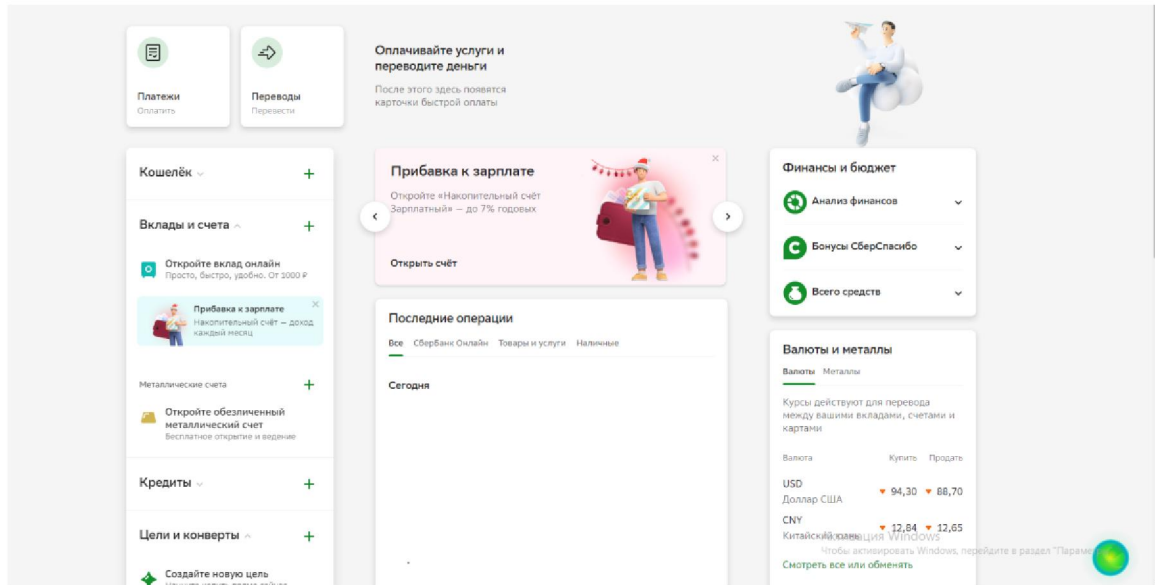 Платежи
Оплатить
Переводы
Перевести
Оплачивайте услуги и
переводите деньги
После этого здесь появятся
карточки быстрой оплаты
Кошелёк
Вклады и счета
Откройте вклад онлайн
Просто, быстро, удобно. От 1000 ₽
Прибавка к зарплате
Накопительный счёт — доход
каждый месяц
Металлические счета
Откройте обезличенный
металлический счет
Бесплатное открытие и ведение
Кредиты
Цели и конверты
Создайте новую цель
Прибавка к зарплате
Откройте «Накопительный счёт
Зарплатный» — до 7% годовых
Открыть счёт
Последние операции
Все Сбербанк Онлайн Товары и услуги Наличные
Сегодня
Финансы и бюджет
Анализ финансов
Бонусы СберСпасибо
Всего средств
Валюты и металлы
Валюты Металлы
Курсы действуют для перевода
между вашими вкладами, счетами и
картами
Валюта Купить Продать
USD
Доллар США
94,30 88,70
CNY
Китайский юань
12,84 12,65
Смотреть все или обменять
Активация Windows
Чтобы активировать Windows, перейдите в раздел "Параме